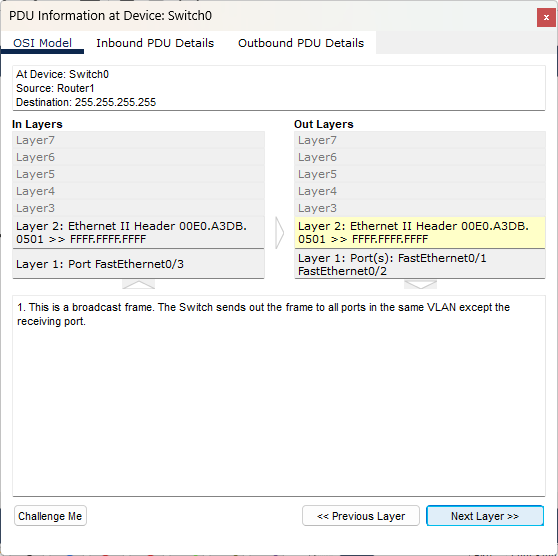 PDU Information at Device: Switch0
x
OSI Model Inbound PDU Details Outbound PDU Details
At Device: Switch0
Source: Router1
Destination: 255.255.255.255
In Layers
Layer7
Layer6
Layer5
Layer4
Layer3
Layer 2: Ethernet II Header 00E0.A3DB.
0501 >> FFFF.FFFF.FFFF
Layer 1: Port FastEthernet0/3
Out Layers
Layer7
Layer6
Layer5
Layer4
Layer3
Layer 2: Ethernet II Header 00E0.A3DB.
0501 >> FFFF.FFFF.FFFF
Layer 1: Port(s): FastEthernet0/1
FastEthernet0/2
1. This is a broadcast frame. The Switch sends out the frame to all ports in the same VLAN except the
receiving port.
Challenge Me << Previous Layer Next Layer >>